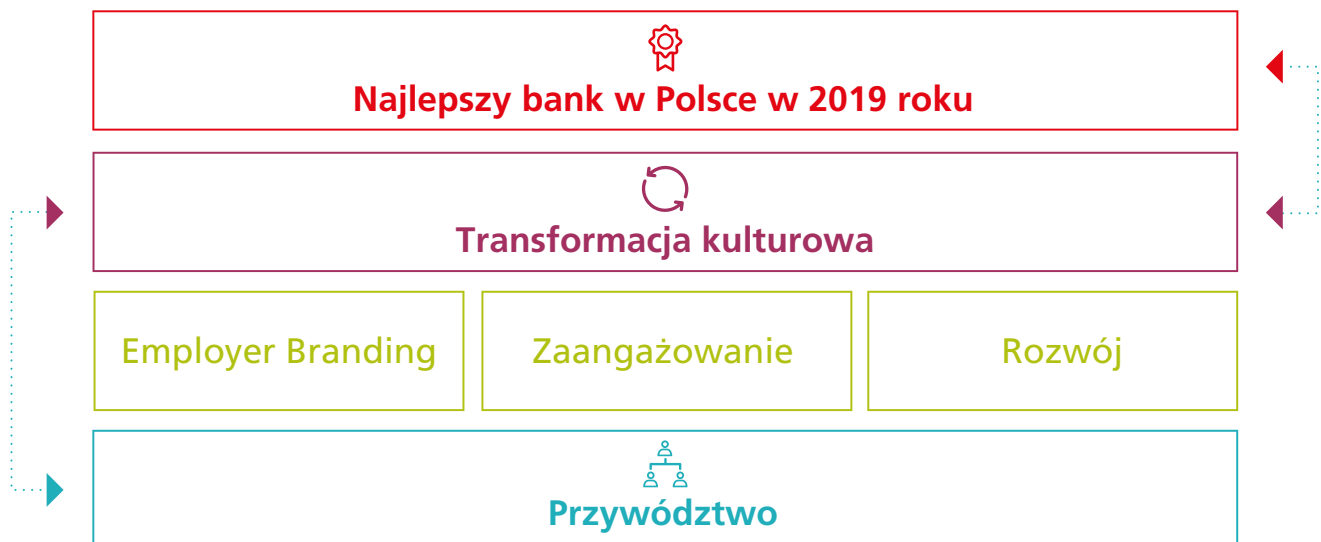 Najlepszy bank w Polsce w 2019 roku
Transformacja kulturowa
Employer Branding
Zaangażowanie
Rozwój
Przywództwo